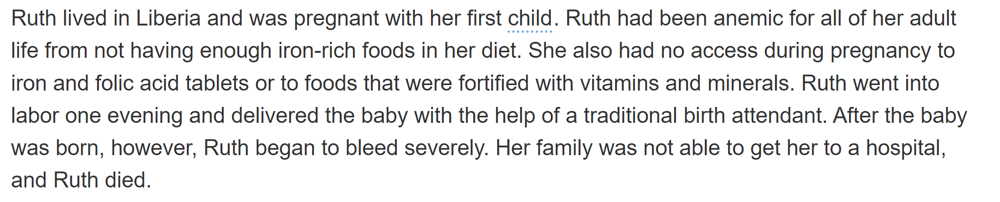 Ruth lived in Liberia and was pregnant with her first child. Ruth had been anemic for all of her adult
life from not having enough iron-rich foods in her diet. She also had no access during pregnancy to
iron and folic acid tablets or to foods that were fortified with vitamins and minerals. Ruth went into
labor one evening and delivered the baby with the help of a traditional birth attendant. After the baby
was born, however, Ruth began to bleed severely. Her family was not able to get her to a hospital,
and Ruth died.